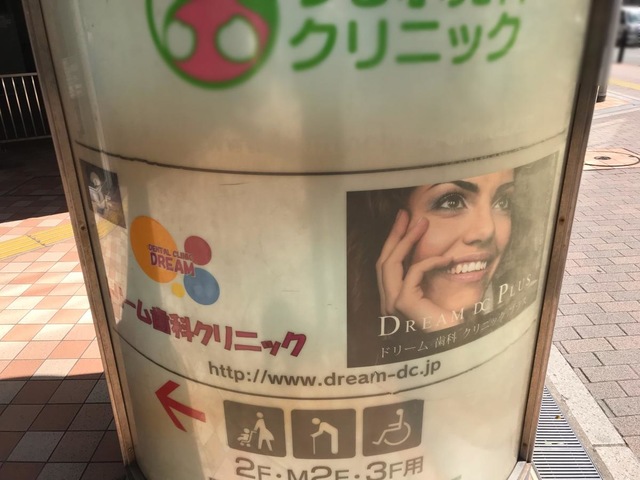 クリニック
DENTAL CLINIC
DREAM
ーム歯科クリニック
DREAM DC PLUS
ドリーム 歯科 クリニック
http://www.dream-dc.jp
2F・M2F・3F用